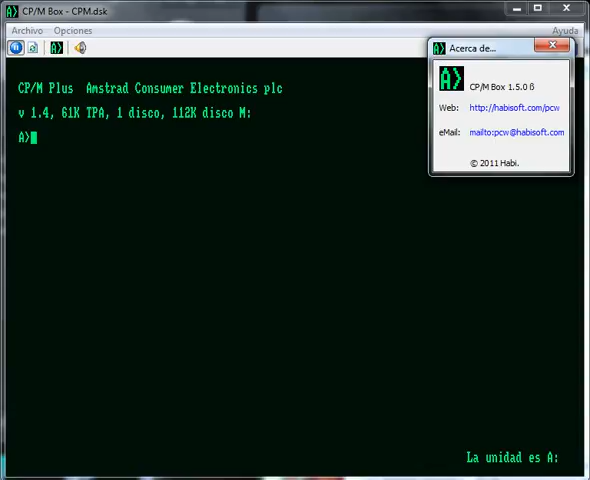 CP/M Box - CPM.dsk
Archivo Opciones Ayuda
A>
CP/M Plus Amstrad Consumer Electronics plc
v 1.4, 61K TPA, 1 disco, 112K disco M:
A>
La unidad es A:
A> Acerca de...
A>
CP/M Box 1.5.0 ß
Web: http://habisoft.com/pcw
eMail: mailto:pcw@habisoft.com
© 2011 Habi.